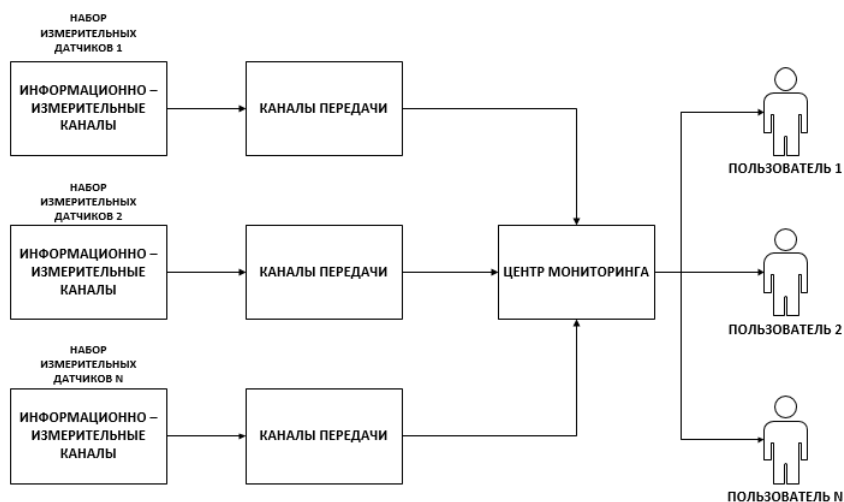 НАБОР
ИЗМЕРИТЕЛЬНЫХ
ДАТЧИКОВ 1
ИНФОРМАЦИОННО –
ИЗМЕРИТЕЛЬНЫЕ
КАНАЛЫ
КАНАЛЫ ПЕРЕДАЧИ
ПОЛЬЗОВАТЕЛЬ 1
НАБОР
ИЗМЕРИТЕЛЬНЫХ
ДАТЧИКОВ 2
ИНФОРМАЦИОННО –
ИЗМЕРИТЕЛЬНЫЕ
КАНАЛЫ
КАНАЛЫ ПЕРЕДАЧИ
ЦЕНТР МОНИТОРИНГА
ПОЛЬЗОВАТЕЛЬ 2
НАБОР
ИЗМЕРИТЕЛЬНЫХ
ДАТЧИКОВ N
ИНФОРМАЦИОННО –
ИЗМЕРИТЕЛЬНЫЕ
КАНАЛЫ
КАНАЛЫ ПЕРЕДАЧИ
ПОЛЬЗОВАТЕЛЬ N